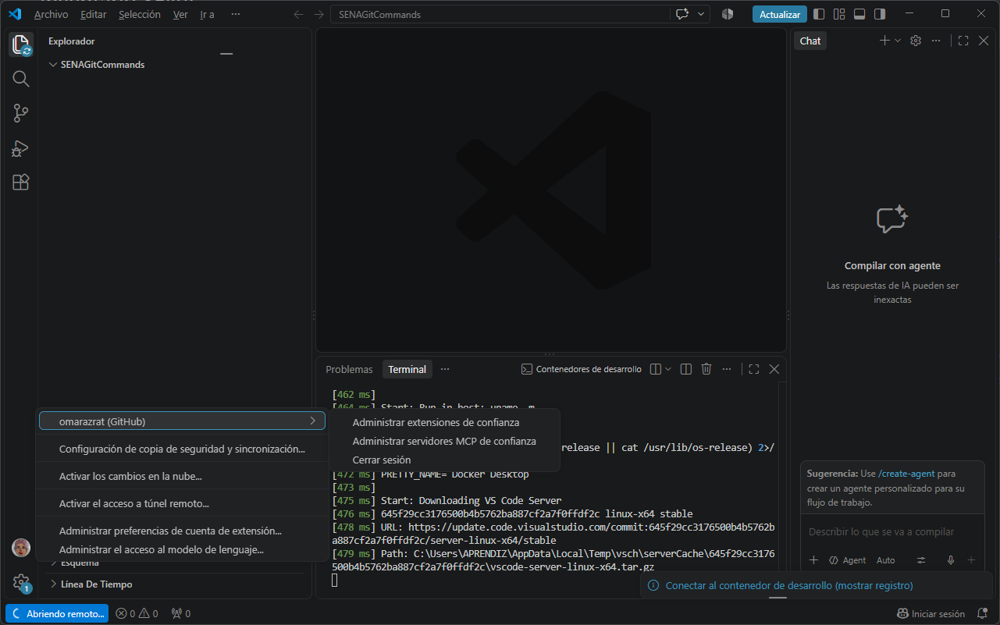 Archivo Editar Selección Ver Ir a ···
SENAGitCommands
Actualizar
Explorador
SENAGitCommands
Chat
Compilar con agente
Las respuestas de IA pueden ser
inexactas
Sugerencia: Use /create-agent para
crear un agente personalizado para su
flujo de trabajo.
Describir lo que se va a compilar
Agent Auto
Problemas Terminal ···
Contenedores de desarrollo
[462 ms]
[464 ms] Start: Run in host: uname -m
release || cat /usr/lib/os-release) 2>/
[472 ms] PRETTY_NAME= Docker Desktop
[473 ms]
[475 ms] Start: Downloading VS Code Server
[476 ms] 645f29cc3176500b4b5762ba887cf2a7f0ffdf2c linux-x64 stable
[478 ms] URL: https://update.code.visualstudio.com/commit:645f29cc3176500b4b5762b
a887cf2a7f0ffdf2c/server-linux-x64/stable
[479 ms] Path: C:\Users\APRENDIZ\AppData\Local\Temp\vsch\serverCache\645f29cc3176
500b4b5762ba887cf2a7f0ffdf2c\vscode-server-linux-x64.tar.gz
omarazrat (GitHub)
Configuración de copia de seguridad y sincronización...
Activar los cambios en la nube...
Activar el acceso a túnel remoto...
Administrar preferencias de cuenta de extensión...
Administrar el acceso al modelo de lenguaje...
Administrar extensiones de confianza
Administrar servidores MCP de confianza
Cerrar sesión
Esquema
Línea De Tiempo
1
Conectar al contenedor de desarrollo (mostrar registro)
Abriendo remoto... 0 0 0
Iniciar sesión